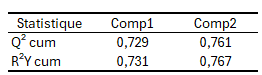 Statistique Comp1 Comp2
Q² cum 0,729 0,761
R²Y cum 0,731 0,767